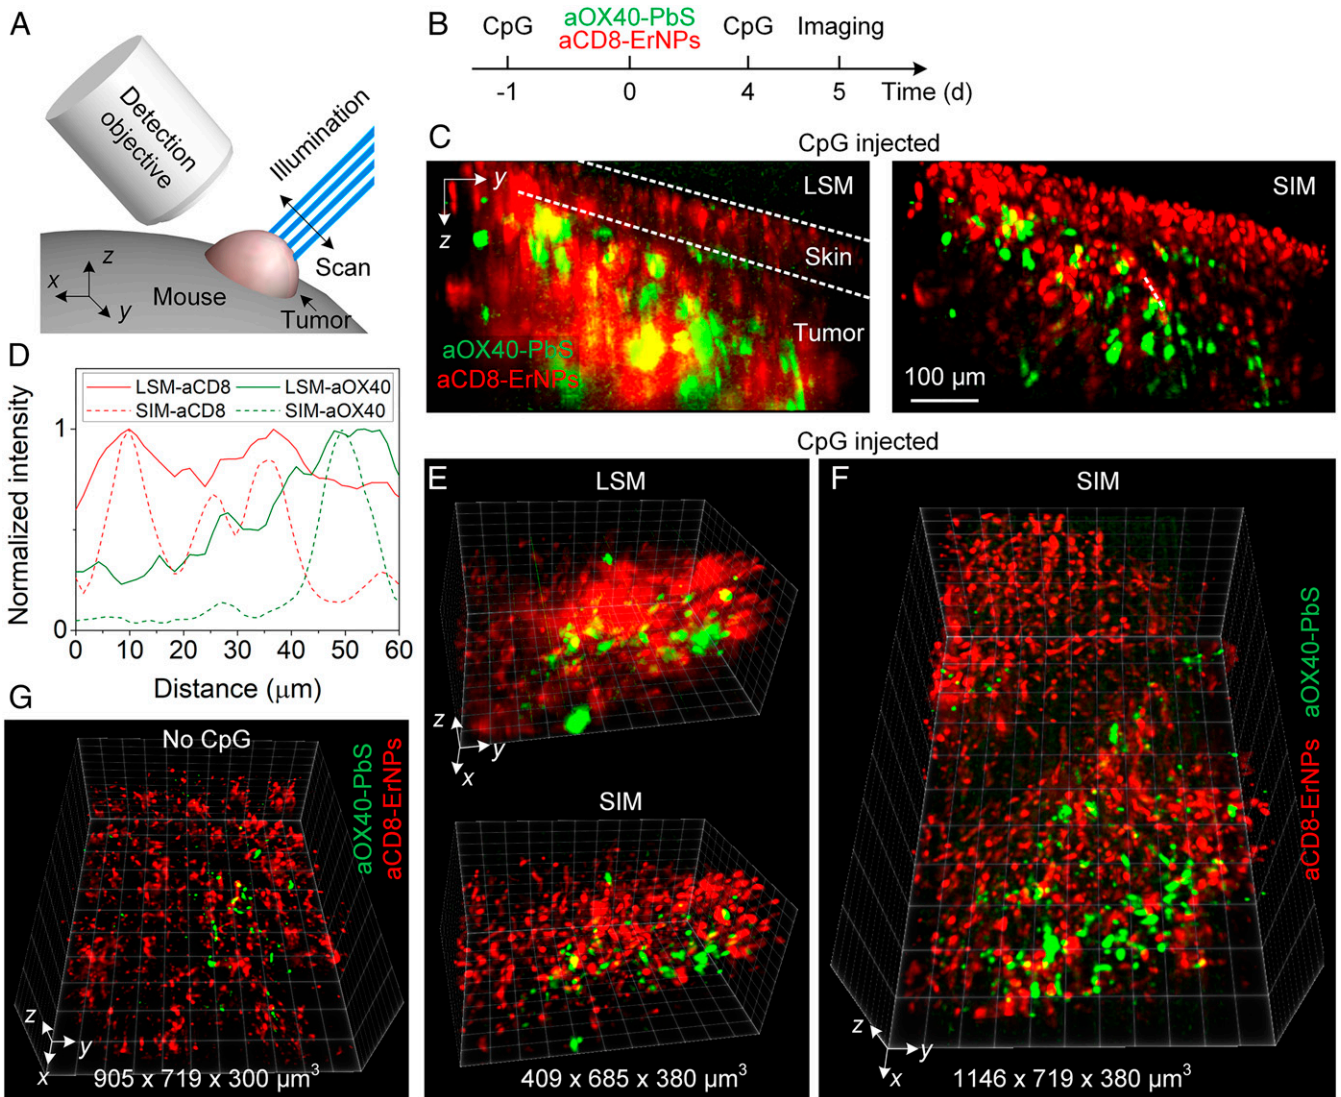 A
Detection
objective
Illumination
Scan
Mouse
Tumor
x
z
y
B
CpG
aOX40-PbS
aCD8-ErNPs
CpG
Imaging
-1
0
4
5
Time (d)
C
CpG injected
y
z
LSM
Skin
Tumor
aOX40-PbS
aCD8-ErNPs
SIM
100 μm
D
LSM-aCD8
LSM-aOX40
SIM-aCD8
SIM-aOX40
Normalized intensity
1
0
0
10
20
30
40
50
60
Distance (μm)
CpG injected
E
LSM
z
y
x
SIM
409 x 685 x 380 μm³
F
SIM
aCD8-ErNPs aOX40-PbS
z
y
x
1146 x 719 x 380 μm³
G
No CpG
aOX40-PbS
aCD8-ErNPs
z
y
x
905 x 719 x 300 μm³